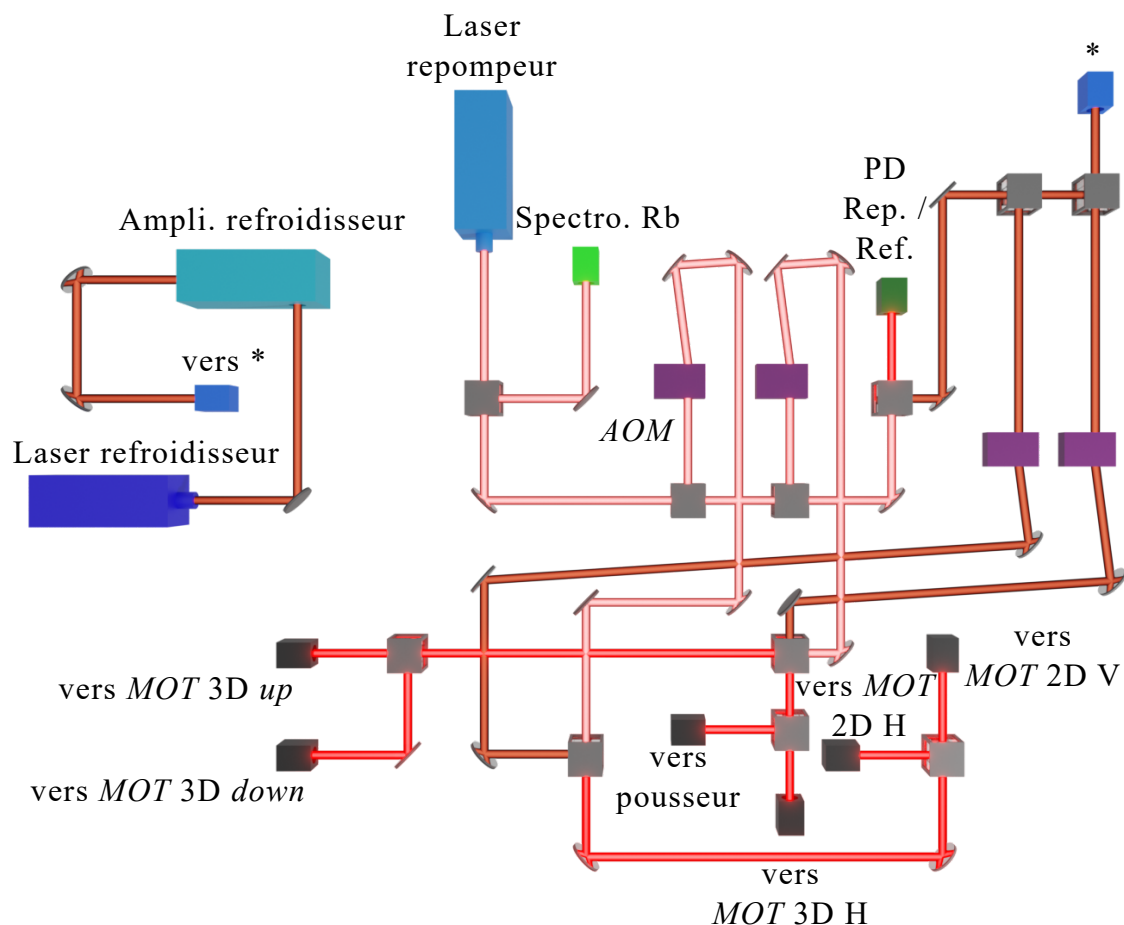 Laser
repompeur
*
PD
Rep. /
Ref.
Spectro. Rb
Ampli. refroidisseur
vers *
AOM
Laser refroidisseur
vers
MOT 2D V
vers MOT
2D H
vers MOT 3D up
vers
pousseur
vers MOT 3D down
vers
MOT 3D H